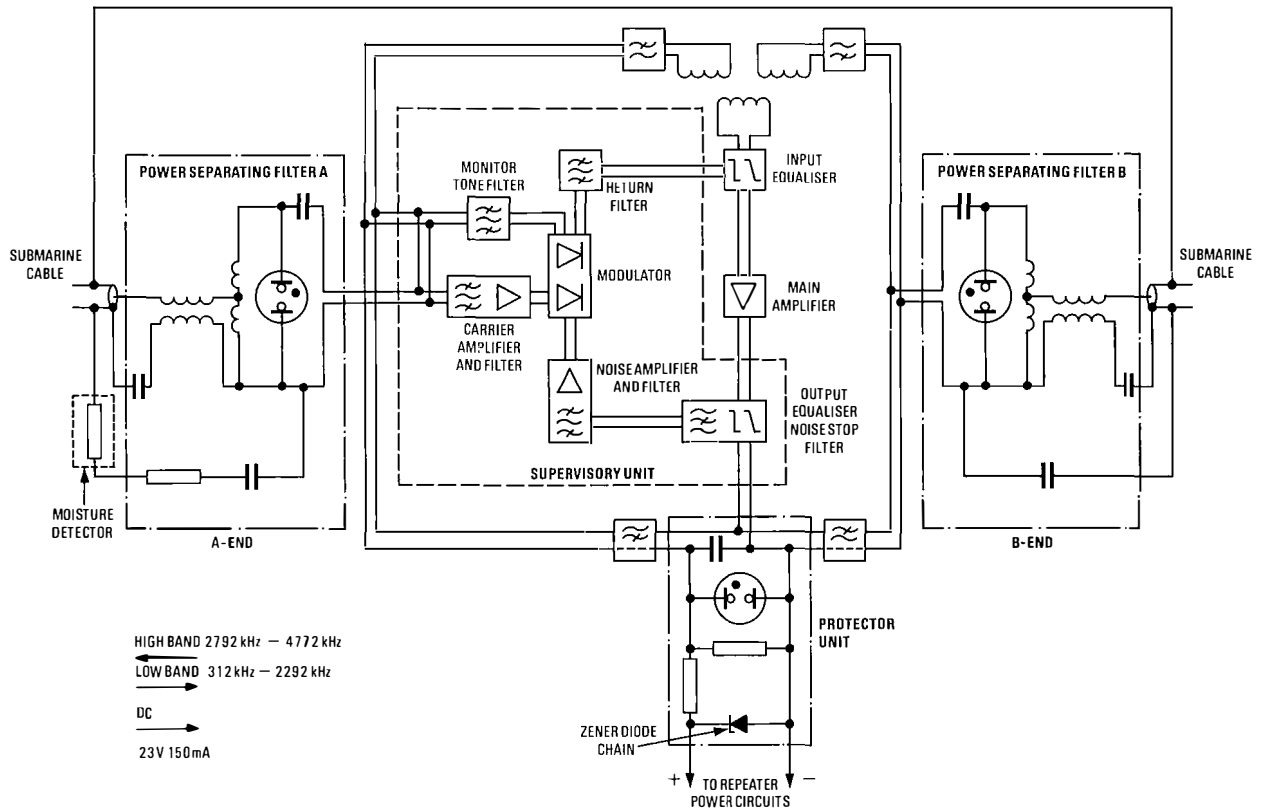 POWER SEPARATING FILTER A
MONITOR
TONE FILTER
RETURN
FILTER
INPUT
EQUALISER
POWER SEPARATING FILTER B
SUBMARINE
CABLE
MODULATOR
CARRIER
AMPLIFIER
AND FILTER
MAIN
AMPLIFIER
SUBMARINE
CABLE
NOISE AMPLIFIER
AND FILTER
OUTPUT
EQUALISER
NOISE STOP
FILTER
SUPERVISORY UNIT
MOISTURE
DETECTOR
A-END
B-END
PROTECTOR
UNIT
HIGH BAND 2792 kHz – 4772 kHz
LOW BAND 312 kHz – 2292 kHz
DC
23V 150mA
ZENER DIODE
CHAIN
+ TO REPEATER –
POWER CIRCUITS